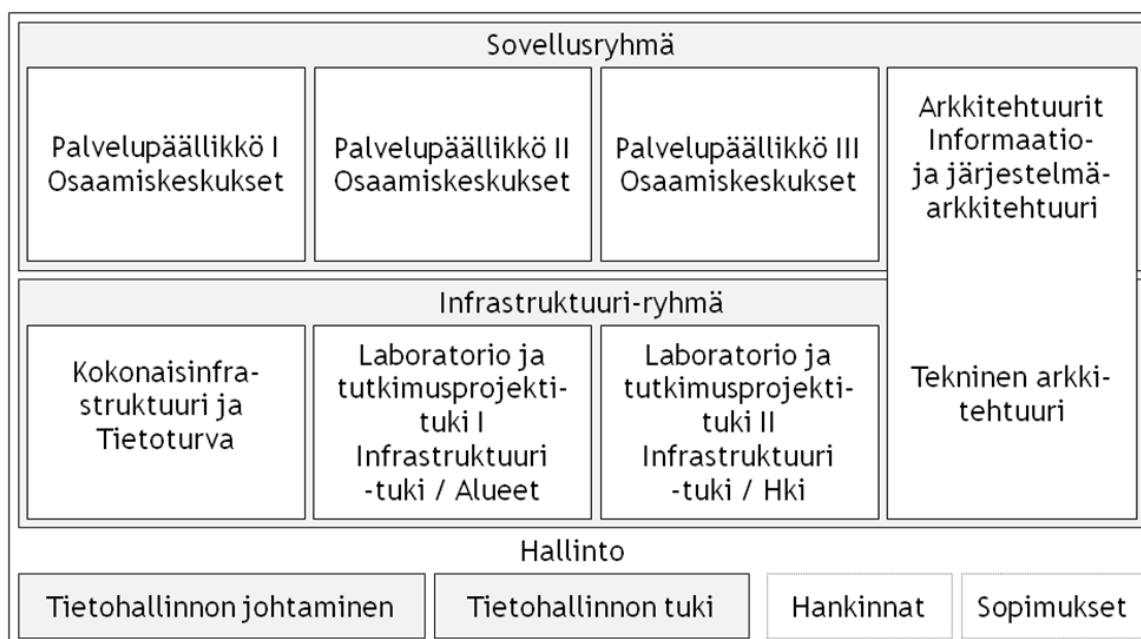 Sovellusryhmä
Palvelupäällikkö I
Osaamiskeskukset
Palvelupäällikkö II
Osaamiskeskukset
Palvelupäällikkö III
Osaamiskeskukset
Arkkitehtuurit
Informaatio-
ja järjestelmä-
arkkitehtuuri
Infrastruktuuri-ryhmä
Kokonaisinfra-
struktuuri ja
Tietoturva
Laboratorio ja
tutkimusprojekti-
tuki I
Infrastruktuuri
-tuki / Alueet
Laboratorio ja
tutkimusprojekti-
tuki II
Infrastruktuuri
-tuki / Hki
Tekninen arkki-
tehtuuri
Hallinto
Tietohallinnon johtaminen
Tietohallinnon tuki
Hankinnat
Sopimukset